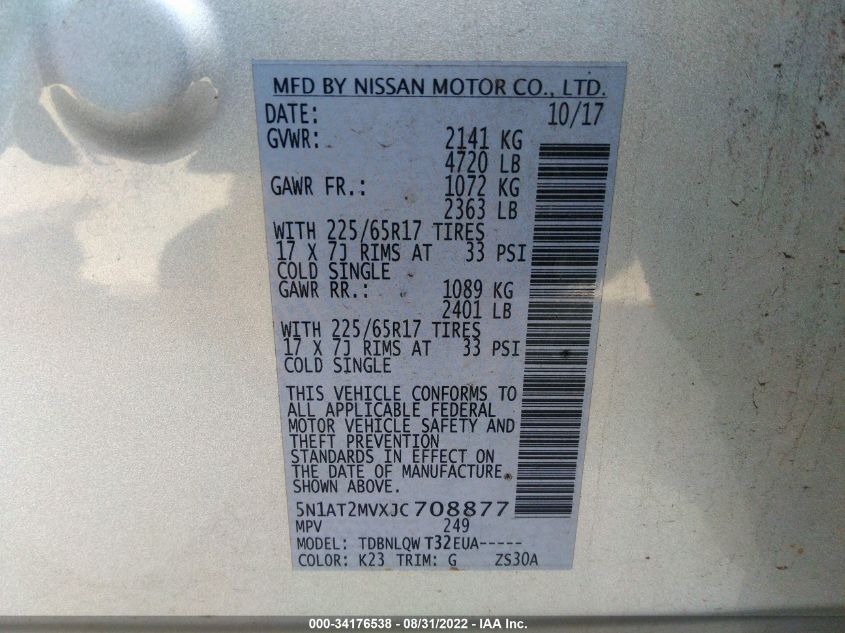 MFD BY NISSAN MOTOR CO., LTD.
DATE: 10/17
GVWR: 2141 KG
4720 LB
GAWR FR.: 1072 KG
2363 LB
WITH 225/65R17 TIRES
17 X 7J RIMS AT 33 PSI
COLD SINGLE
GAWR RR.: 1089 KG
2401 LB
WITH 225/65R17 TIRES
17 X 7J RIMS AT 33 PSI
COLD SINGLE
THIS VEHICLE CONFORMS TO
ALL APPLICABLE FEDERAL
MOTOR VEHICLE SAFETY AND
THEFT PREVENTION
STANDARDS IN EFFECT ON
THE DATE OF MANUFACTURE
SHOWN ABOVE.
5N1AT2MVXJC708877
MPV 249
MODEL: TDBNLQW T32EUA-----
COLOR: K23 TRIM: G ZS30A
000-34176538 - 08/31/2022 - IAA Inc.